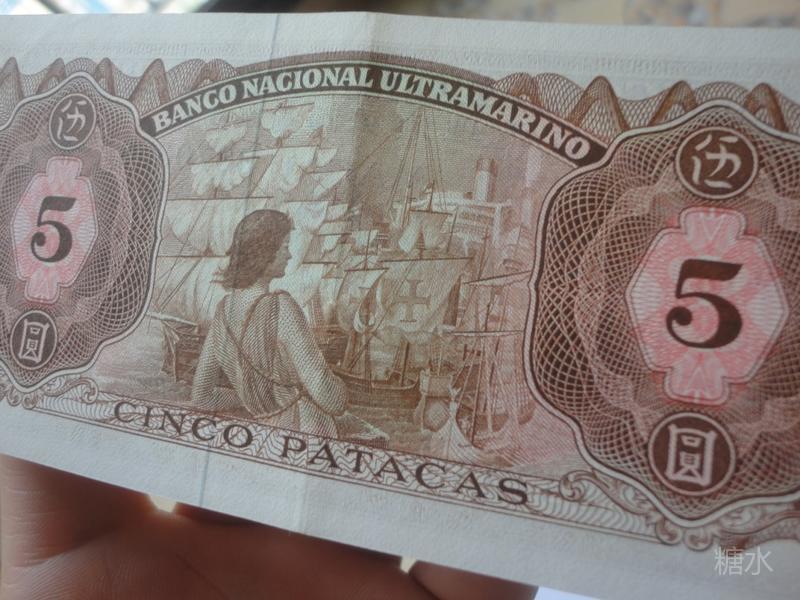 BANCO NACIONAL ULTRAMARINO
伍
5
圓
伍
5
圓
CINCO PATACAS
糖水